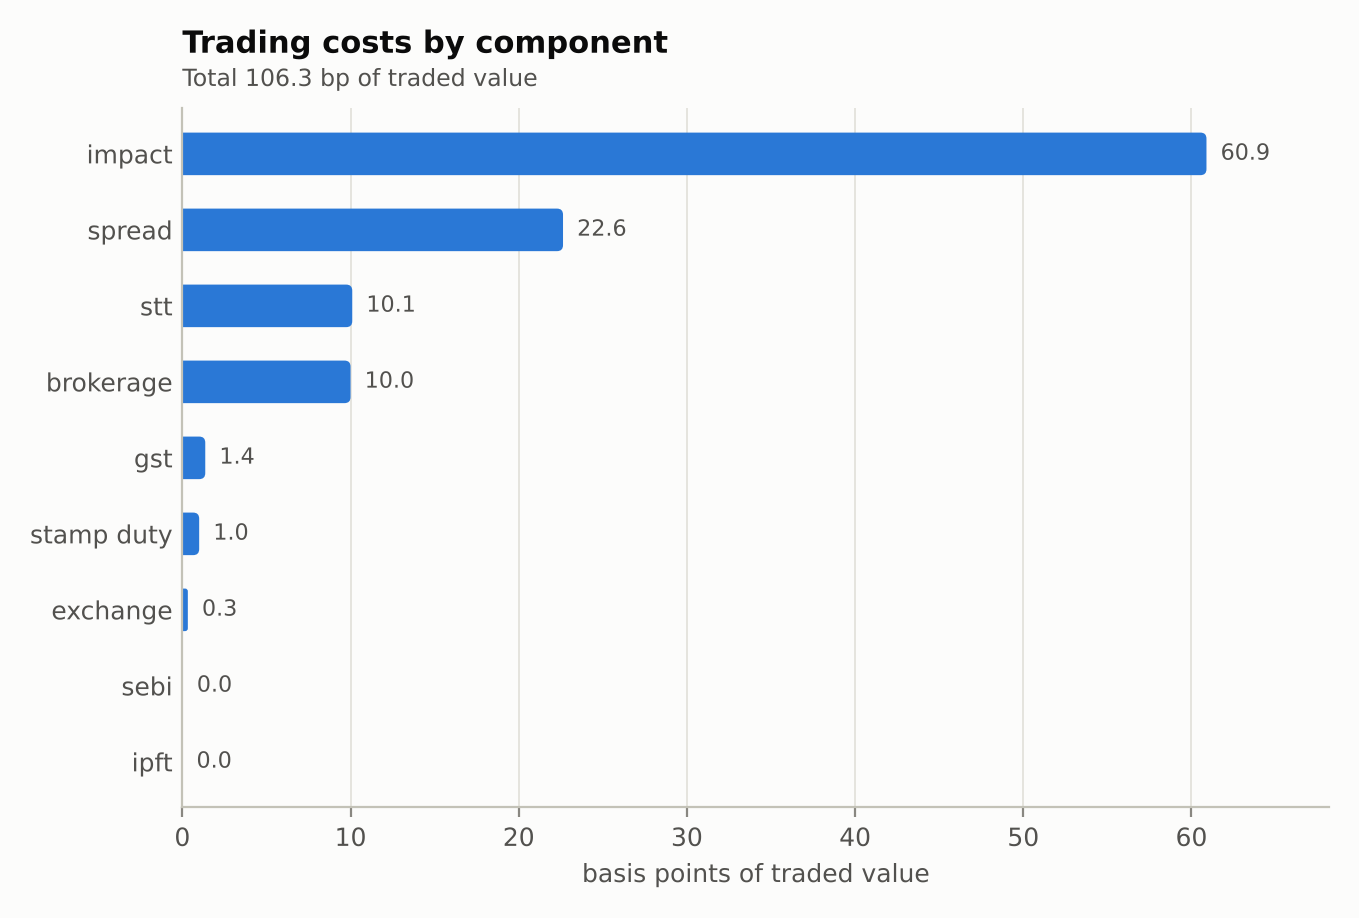 Trading costs by component
Total 106.3 bp of traded value
impact 60.9
spread 22.6
stt 10.1
brokerage 10.0
gst 1.4
stamp duty 1.0
exchange 0.3
sebi 0.0
ipft 0.0
0 10 20 30 40 50 60
basis points of traded value